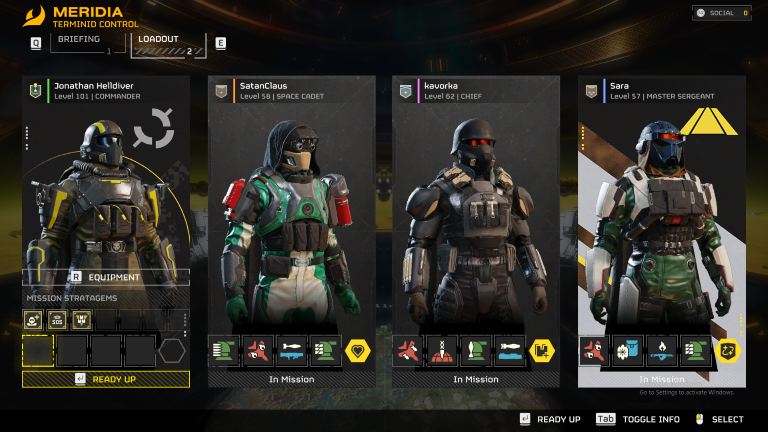 MERIDIA
TERMINID CONTROL
SOCIAL 0
Q BRIEFING 1 LOADOUT 2 E
Jonathan Helldiver
Level 101 | COMMANDER
SatanClaus
Level 58 | SPACE CADET
kavorka
Level 62 | CHIEF
Sara
Level 57 | MASTER SERGEANT
R EQUIPMENT
MISSION STRATAGEMS
SOS
READY UP
In Mission
In Mission
In Mission
Go to Settings to activate Windows.
READY UP Tab TOGGLE INFO SELECT